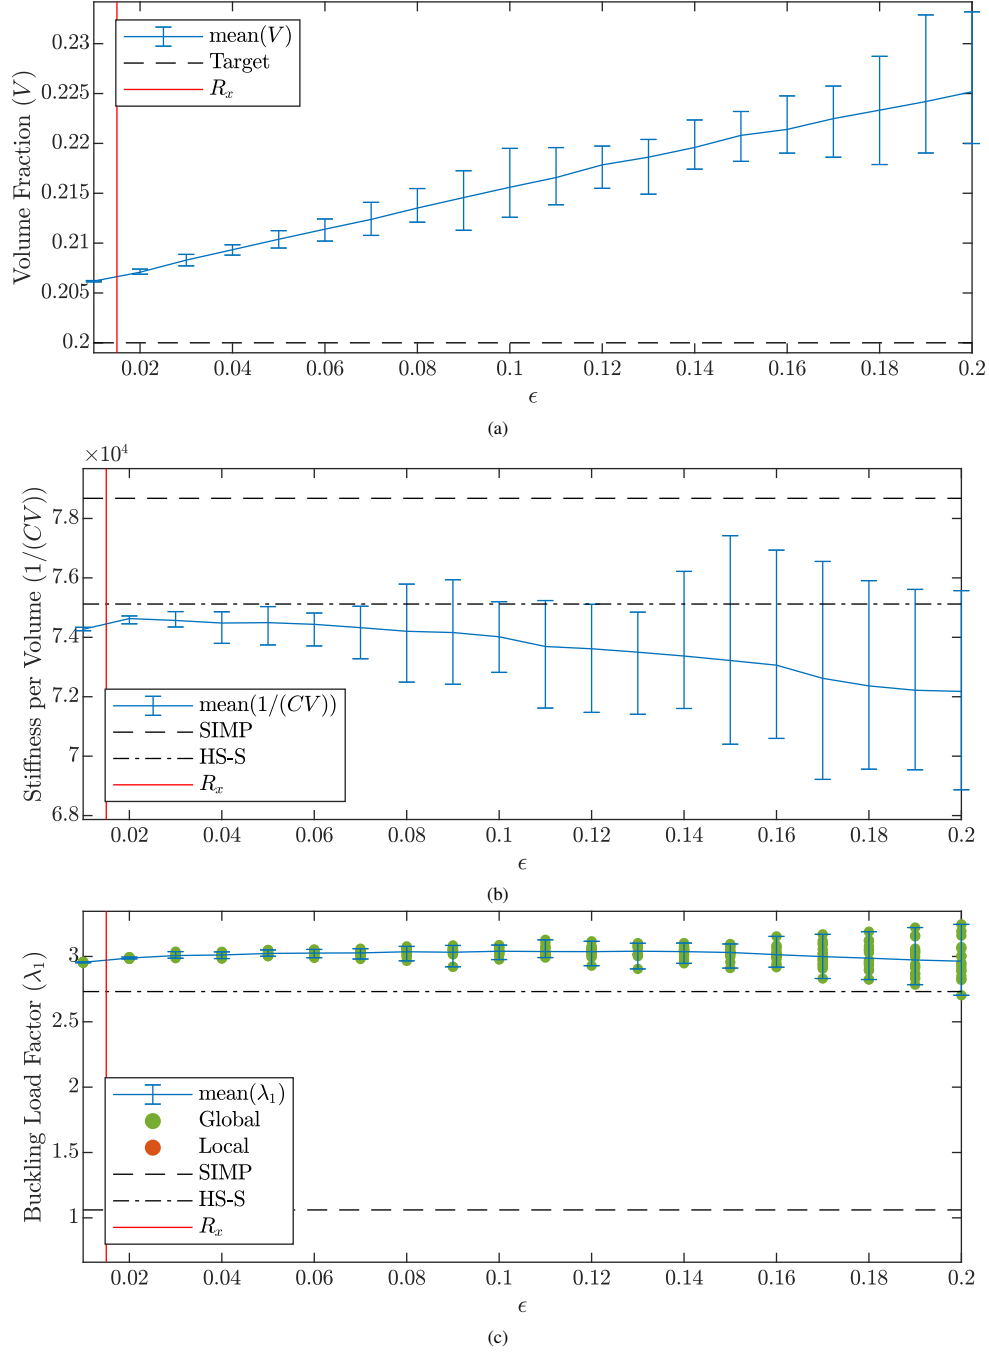 mean(V)
Target
R_x
0.23
0.225
0.22
0.215
0.21
0.205
0.2
Volume Fraction (V)
0.02 0.04 0.06 0.08 0.1 0.12 0.14 0.16 0.18 0.2
ϵ
(a)
×10⁴
7.8
7.6
7.4
7.2
7
6.8
Stiffness per Volume (1/(CV))
mean(1/(CV))
SIMP
HS-S
R_x
0.02 0.04 0.06 0.08 0.1 0.12 0.14 0.16 0.18 0.2
ϵ
(b)
3
2.5
2
1.5
1
Buckling Load Factor (λ₁)
mean(λ₁)
Global
Local
SIMP
HS-S
R_x
0.02 0.04 0.06 0.08 0.1 0.12 0.14 0.16 0.18 0.2
ϵ
(c)